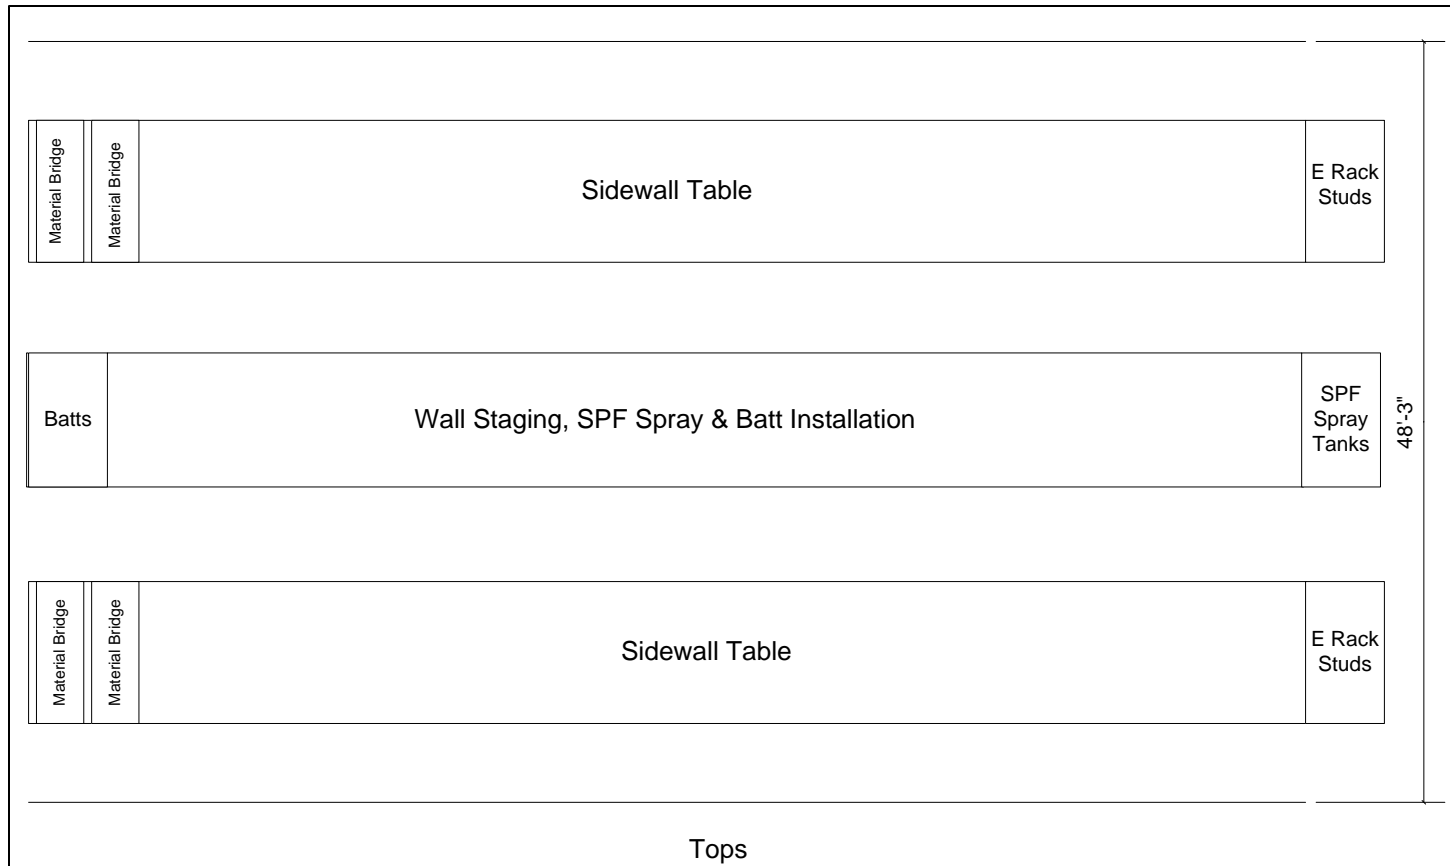 Material Bridge
Material Bridge
Sidewall Table
E Rack
Studs
Batts
Wall Staging, SPF Spray & Batt Installation
SPF
Spray
Tanks
48'-3"
Material Bridge
Material Bridge
Sidewall Table
E Rack
Studs
Tops